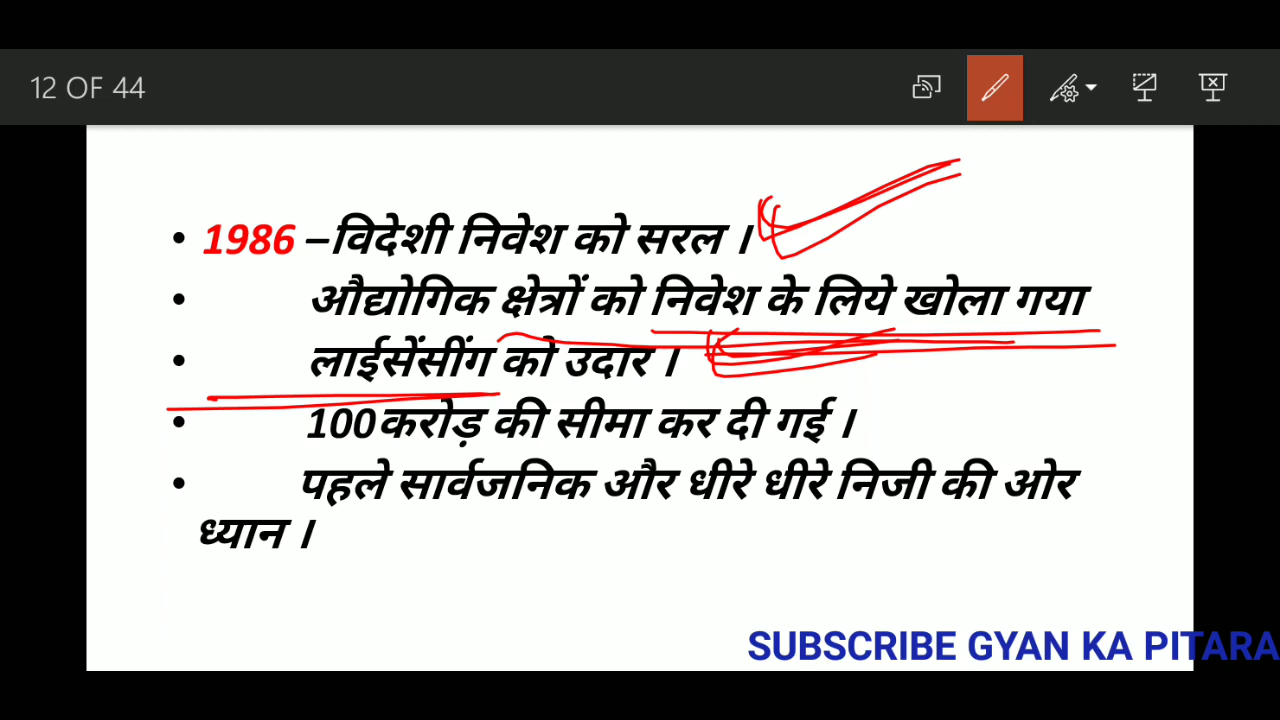 12 OF 44
• 1986 –विदेशी निवेश को सरल ।
• औद्योगिक क्षेत्रों को निवेश के लिये खोला गया
• लाईसेंसींग को उदार ।
• 100 करोड़ की सीमा कर दी गई ।
• पहले सार्वजनिक और धीरे धीरे निजी की ओर
ध्यान ।
SUBSCRIBE GYAN KA PITARA